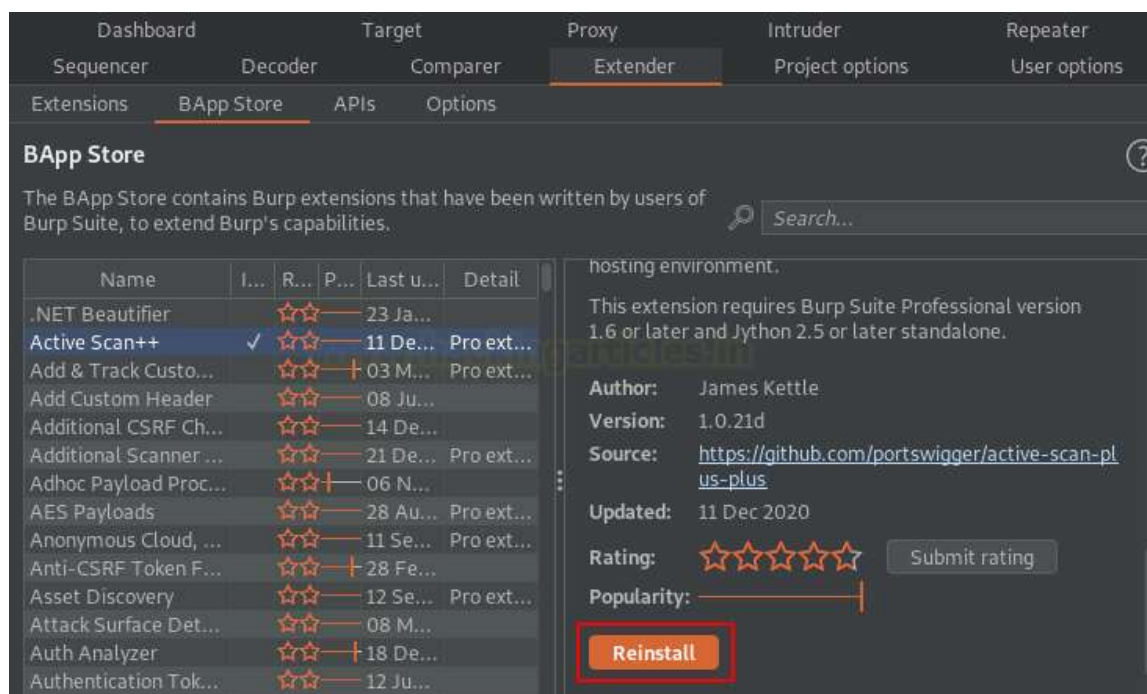 Dashboard Target Proxy Intruder Repeater
Sequencer Decoder Comparer Extender Project options User options
Extensions BApp Store APIs Options
BApp Store
The BApp Store contains Burp extensions that have been written by users of
Burp Suite, to extend Burp's capabilities.
Search...
Name I... R... P... Last u... Detail
.NET Beautifier 23 Ja...
Active Scan++ ✓ 11 De... Pro ext...
Add & Track Custo... 03 M... Pro ext...
Add Custom Header 08 Ju...
Additional CSRF Ch... 14 De...
Additional Scanner ... 21 De... Pro ext...
Adhoc Payload Proc... 06 N...
AES Payloads 28 Au... Pro ext...
Anonymous Cloud, ... 11 Se... Pro ext...
Anti-CSRF Token F... 28 Fe...
Asset Discovery 12 Se... Pro ext...
Attack Surface Det... 08 M...
Auth Analyzer 18 De...
Authentication Tok... 12 Ju...
hosting environment.
This extension requires Burp Suite Professional version
1.6 or later and Jython 2.5 or later standalone.
Author: James Kettle
Version: 1.0.21d
Source: https://github.com/portswigger/active-scan-pl
us-plus
Updated: 11 Dec 2020
Rating: Submit rating
Popularity:
Reinstall